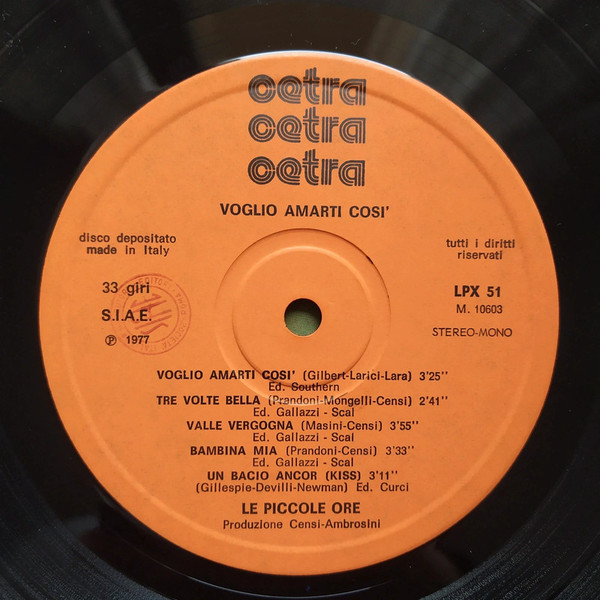 cetra
cetra
cetra
VOGLIO AMARTI COSI'
disco depositato
made in Italy
tutti i diritti
riservati
33 giri
S.I.A.E.
℗ 1977
LPX 51
M. 10603
STEREO-MONO
VOGLIO AMARTI COSI' (Gilbert-Larici-Lara) 3'25''
Ed. Southern
TRE VOLTE BELLA (Prandoni-Mongelli-Censi) 2'41''
Ed. Gallazzi - Scal
VALLE VERGOGNA (Masini-Censi) 3'55''
Ed. Gallazzi - Scal
BAMBINA MIA (Prandoni-Censi) 3'33''
Ed. Gallazzi - Scal
UN BACIO ANCOR (KISS) 3'11''
(Gillespie-Devilli-Newman) Ed. Curci
LE PICCOLE ORE
Produzione Censi-Ambrosini